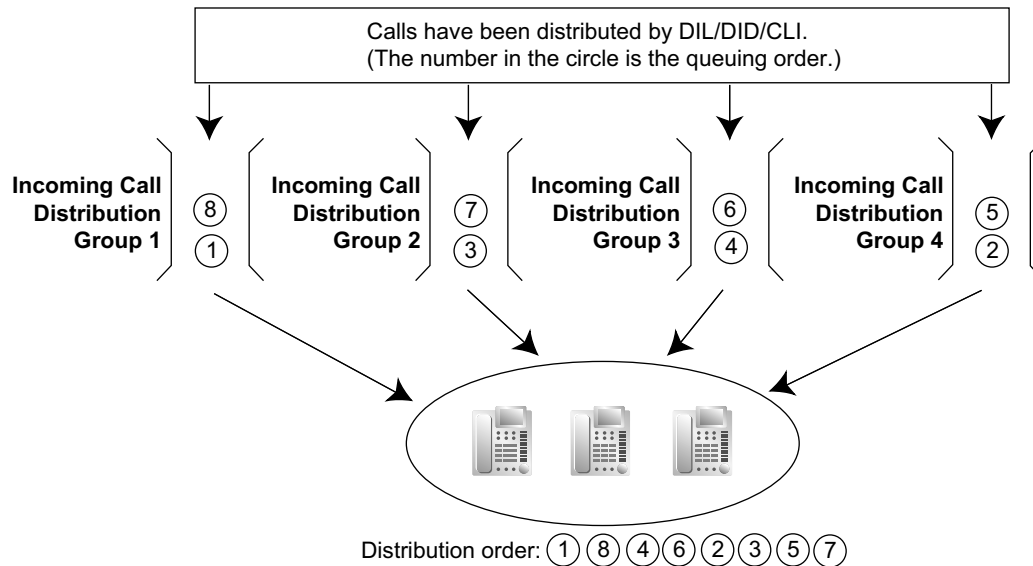 Calls have been distributed by DIL/DID/CLI.
(The number in the circle is the queuing order.)
Incoming Call
Distribution
Group 1
8
1
Incoming Call
Distribution
Group 2
7
3
Incoming Call
Distribution
Group 3
6
4
Incoming Call
Distribution
Group 4
5
2
Distribution order: 1 8 4 6 2 3 5 7